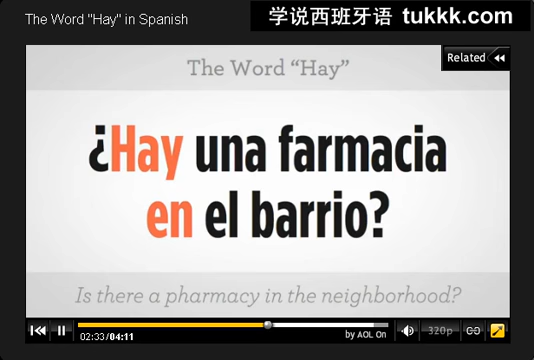 The Word "Hay" in Spanish
学说西班牙语 tukkk.com
Related
The Word “Hay”
¿Hay una farmacia
en el barrio?
Is there a pharmacy in the neighborhood?
02:33/04:11
by AOL On
320p